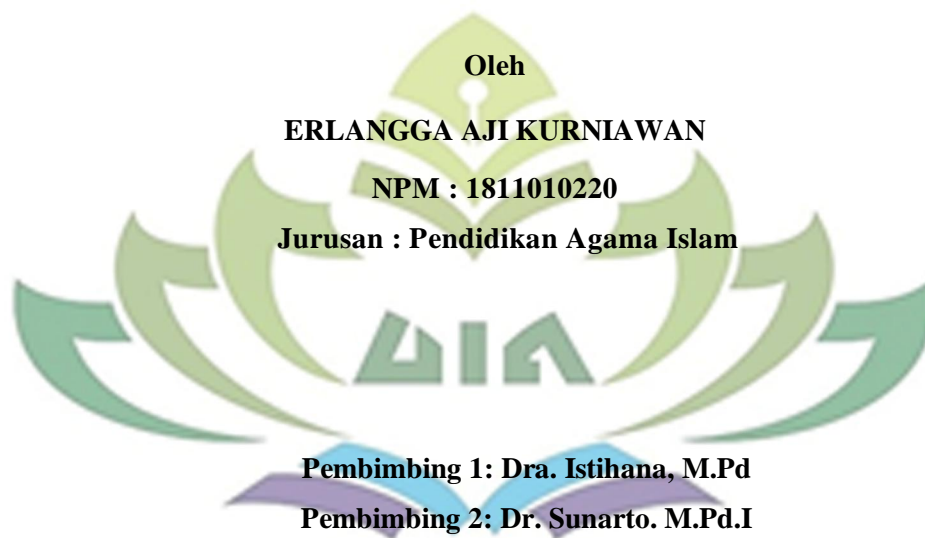 Oleh
ERLANGGA AJI KURNIAWAN
NPM : 1811010220
Jurusan : Pendidikan Agama Islam
UIN
Pembimbing 1: Dra. Istihana, M.Pd
Pembimbing 2: Dr. Sunarto. M.Pd.I